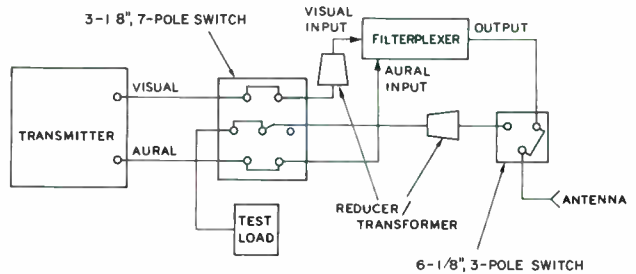 3-1 8", 7-POLE SWITCH
VISUAL
INPUT
FILTERPLEXER
OUTPUT
AURAL
INPUT
VISUAL
TRANSMITTER
AURAL
TEST
LOAD
REDUCER/
TRANSFORMER
ANTENNA
6-1/8", 3-POLE SWITCH